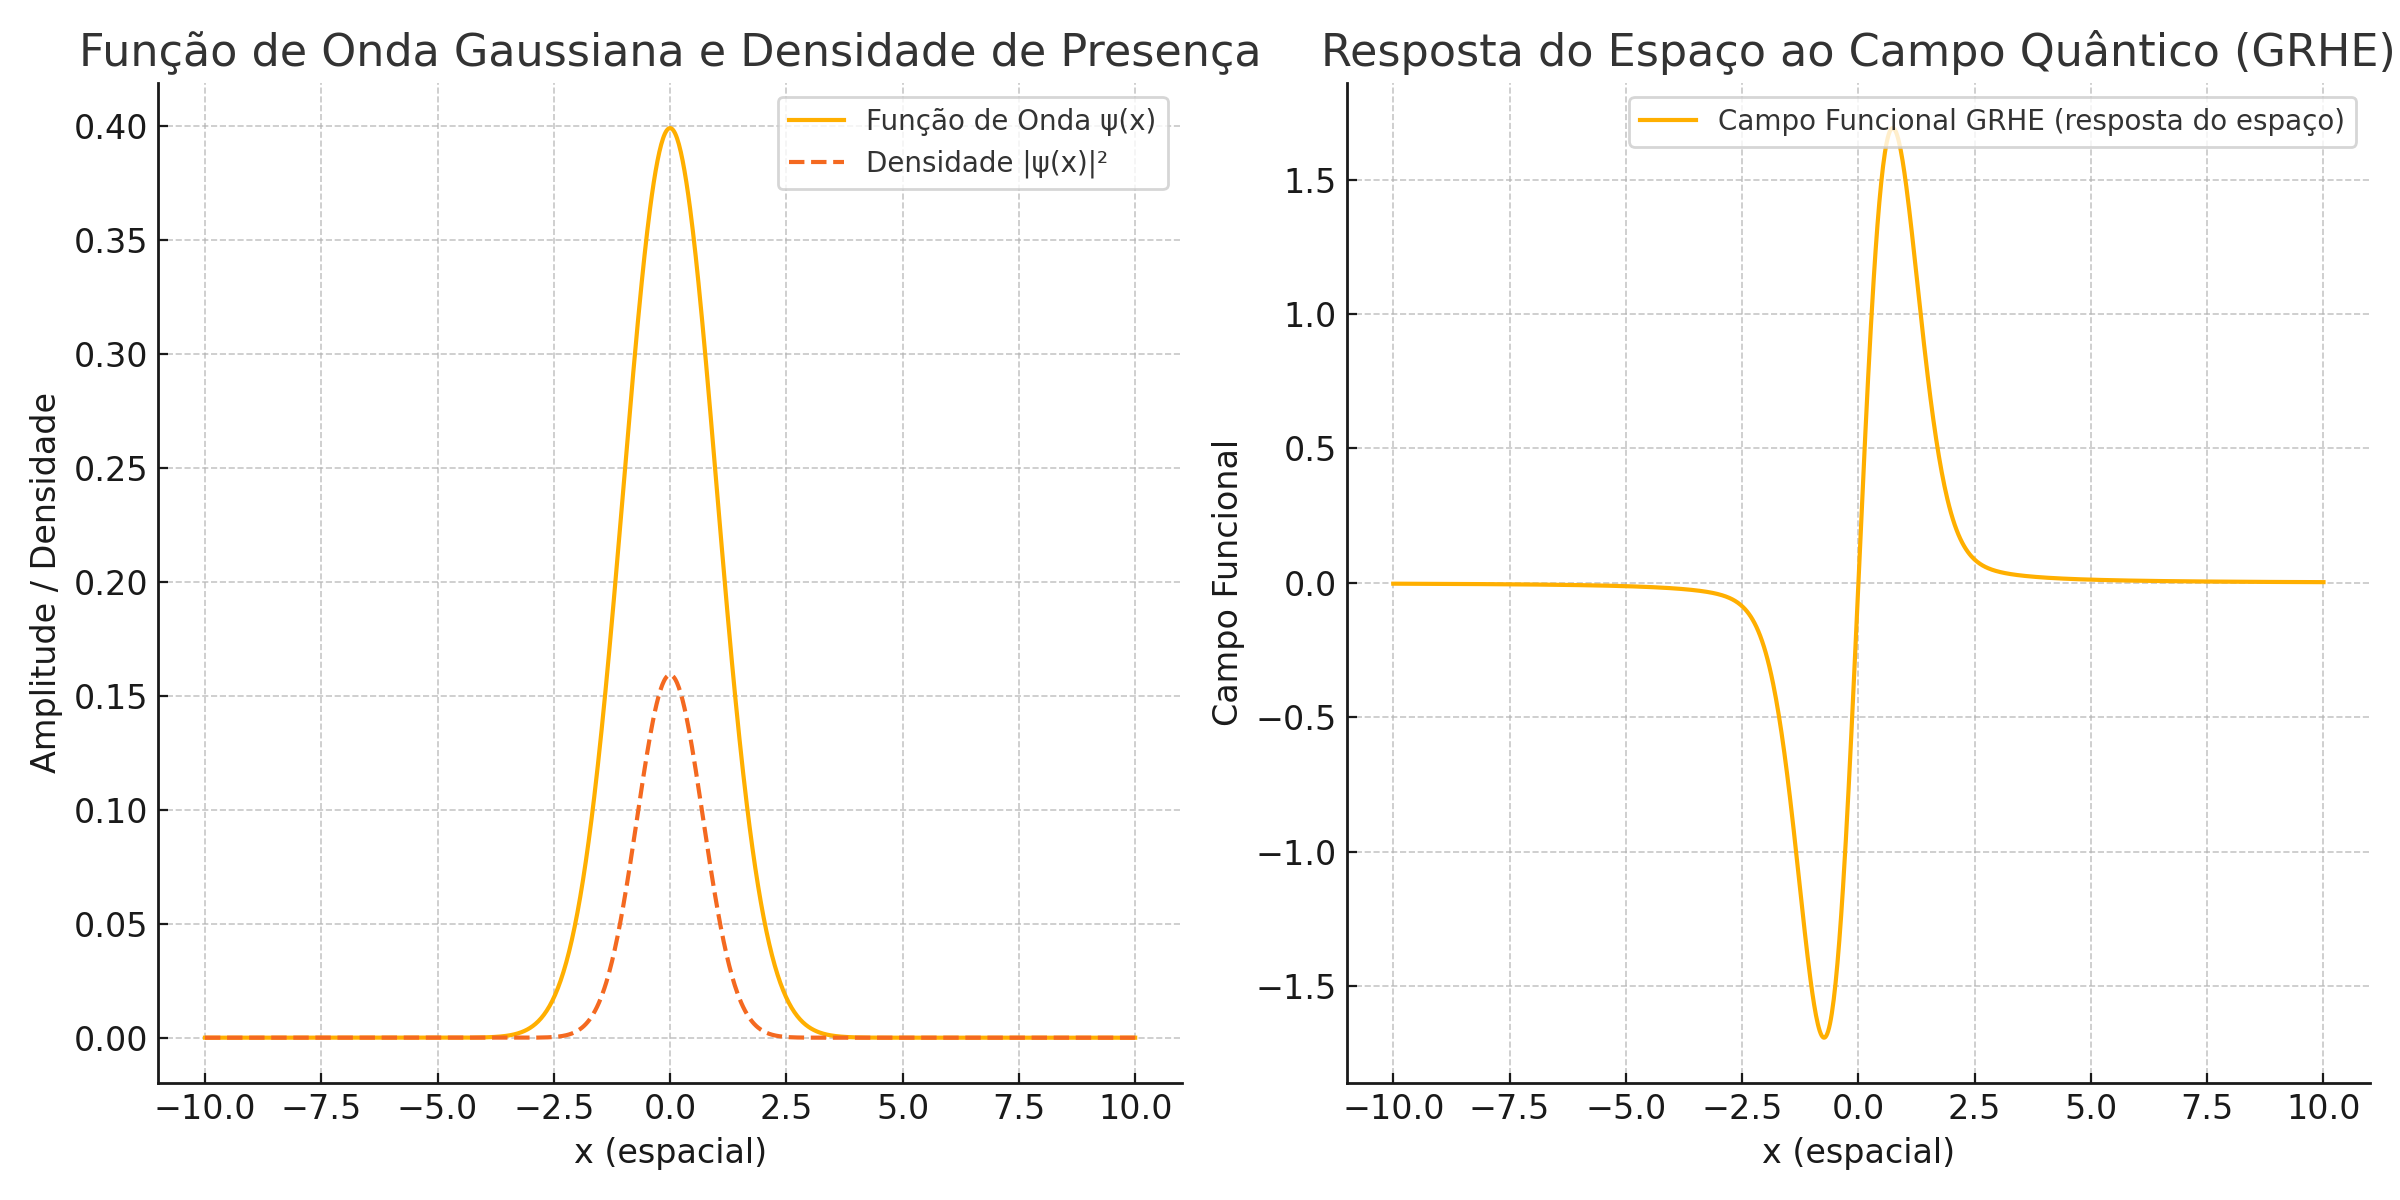 Função de Onda Gaussiana e Densidade de Presença
Função de Onda ψ(x)
Densidade |ψ(x)|²
Amplitude / Densidade
0.40
0.35
0.30
0.25
0.20
0.15
0.10
0.05
0.00
−10.0 −7.5 −5.0 −2.5 0.0 2.5 5.0 7.5 10.0
x (espacial)
Resposta do Espaço ao Campo Quântico (GRHE)
Campo Funcional GRHE (resposta do espaço)
Campo Funcional
1.5
1.0
0.5
0.0
−0.5
−1.0
−1.5
−10.0 −7.5 −5.0 −2.5 0.0 2.5 5.0 7.5 10.0
x (espacial)